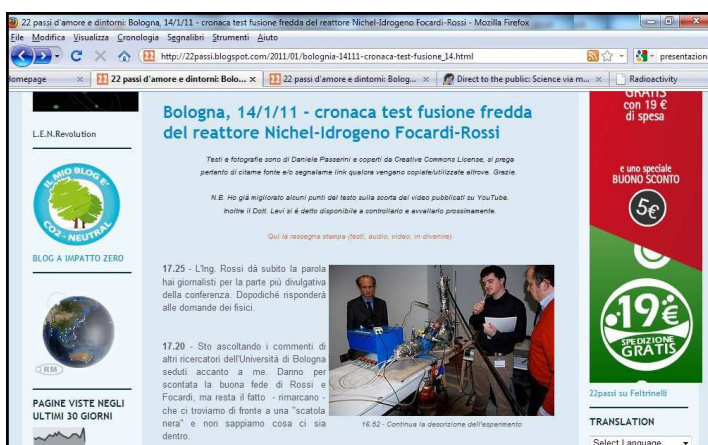 22 passi d'amore e dintorni: Bologna, 14/1/11 - cronaca test fusione fredda del reattore Nichel-Idrogeno Focardi-Rossi - Mozilla Firefox
File Modifica Visualizza Cronologia Segnalibri Strumenti Aiuto
http://22passi.blogspot.com/2011/01/bolognia-14111-cronaca-test-fusione_14.html
presentazion
Homepage
22 passi d'amore e dintorni: Bolo...
22 passi d'amore e dintorni: Bolog...
Direct to the public: Science via m...
Radioactivity
L.E.N.Revolution
IL MIO BLOG E'
CO2 - NEUTRAL
BLOG A IMPATTO ZERO
RM
PAGINE VISTE NEGLI
ULTIMI 30 GIORNI
Bologna, 14/1/11 - cronaca test fusione fredda
del reattore Nichel-Idrogeno Focardi-Rossi
Testi e fotografie sono di Daniele Passerini e coperti da Creative Commons License, si prega
pertanto di citarne fonte e/o segnalarne link qualora vengano copiate/utilizzate altrove. Grazie.
N.B. Ho già migliorato alcuni punti del testo sulla scorta dei video pubblicati su YouTube.
Inoltre il Dott. Levi si é detto disponibile a controllarlo e avvallarlo prossimamente.
Qui la rassegna stampa (testi, audio, video, in divenire).
17.25 - L'Ing. Rossi dà subito la parola
hai giornalisti per la parte più divulgativa
della conferenza. Dopodiché risponderà
alle domande dei fisici.
17.20 - Sto ascoltando i commenti di
altri ricercatori dell'Università di Bologna
seduti accanto a me. Danno per
scontata la buona fede di Rossi e
Focardi, ma resta il fatto - rimarcano -
che ci troviamo di fronte a una "scatola
nera" e non sappiamo cosa ci sia
dentro.
16.52 - Continua la descrizione dell'esperimento
GRATIS
con 19 €
di spesa
e uno speciale
BUONO SCONTO
5€
19€
SPEDIZIONE
GRATIS
22passi su Feltrinelli
TRANSLATION
Select Language